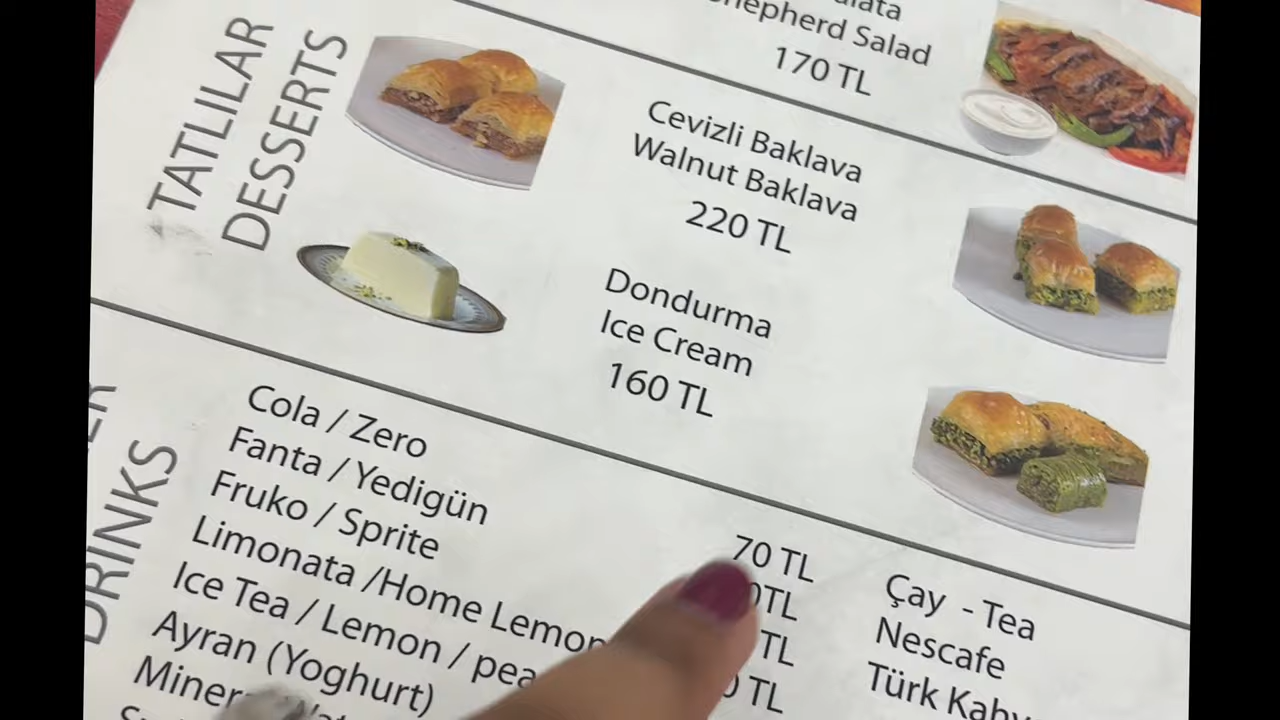 Shepherd Salad
170 TL
TATLILAR
DESSERTS
Cevizli Baklava
Walnut Baklava
220 TL
Dondurma
Ice Cream
160 TL
DRINKS
Cola / Zero
70 TL
Fanta / Yedigün
TL
Fruko / Sprite
TL
Limonata /Home Lemon
TL
Ice Tea / Lemon /
Ayran (Yoghurt)
Çay - Tea
Nescafe
Türk